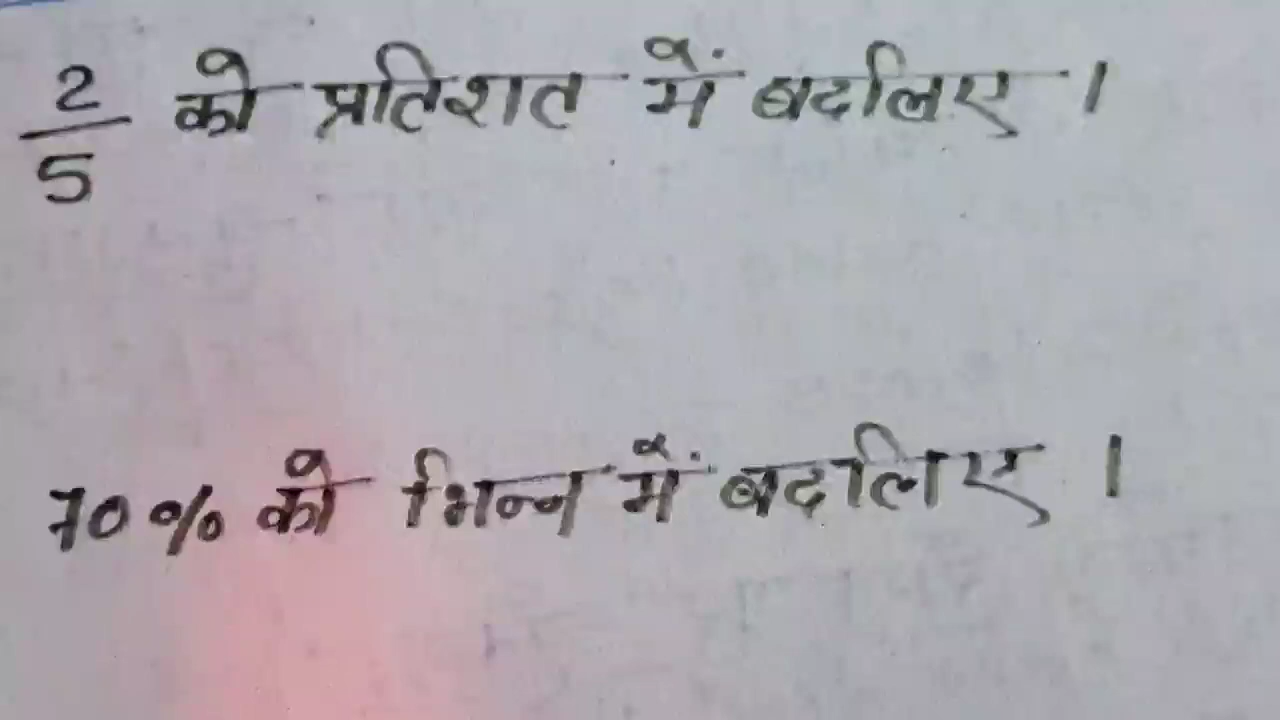 2/5 को प्रतिशत में बदलिए ।
70% को भिन्न में बदलिए ।